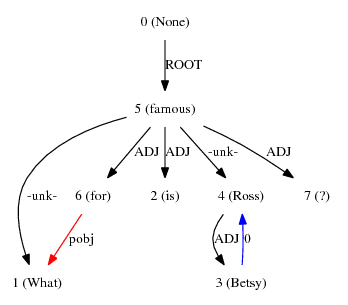 0 (None)
ROOT
5 (famous)
ADJ ADJ -unk- ADJ
-unk- 6 (for) 2 (is) 4 (Ross) 7 (?)
pobj ADJ 0
1 (What) 3 (Betsy)